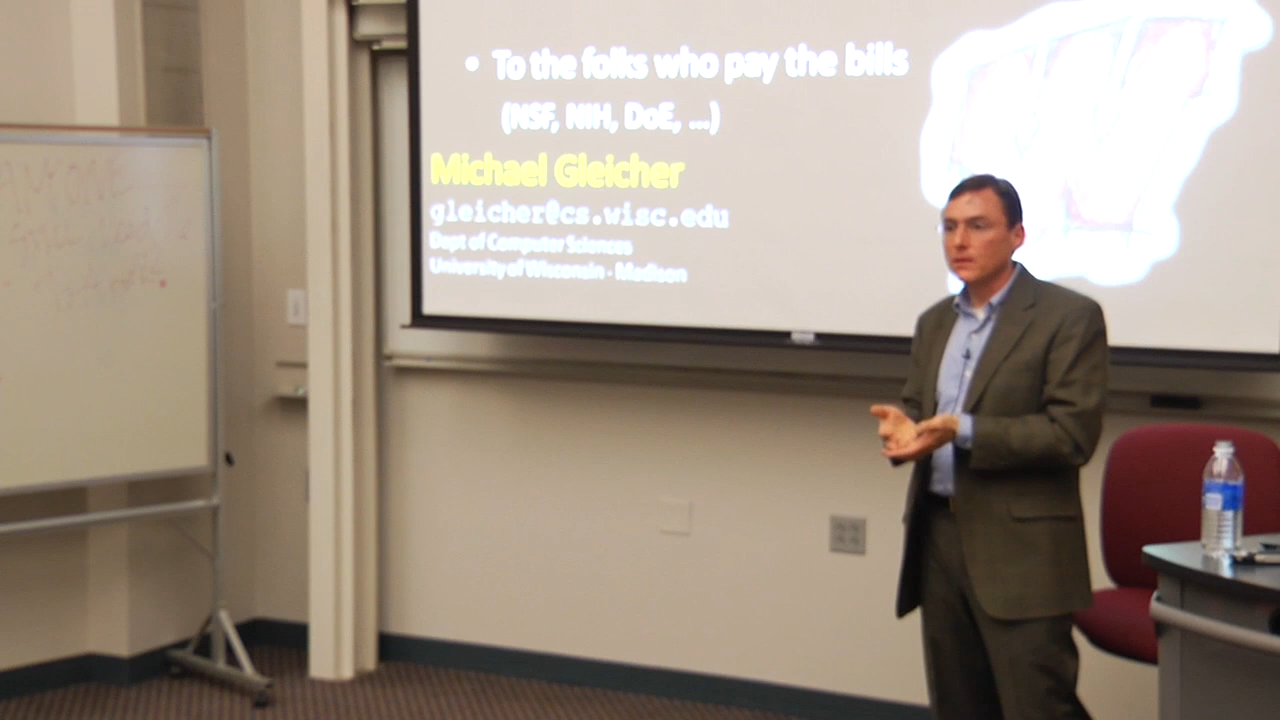 • To the folks who pay the bills
(NSF, NIH, DoE, ...)
Michael Gleicher
gleicher@cs.wisc.edu
Dept of Computer Sciences
University of Wisconsin - Madison